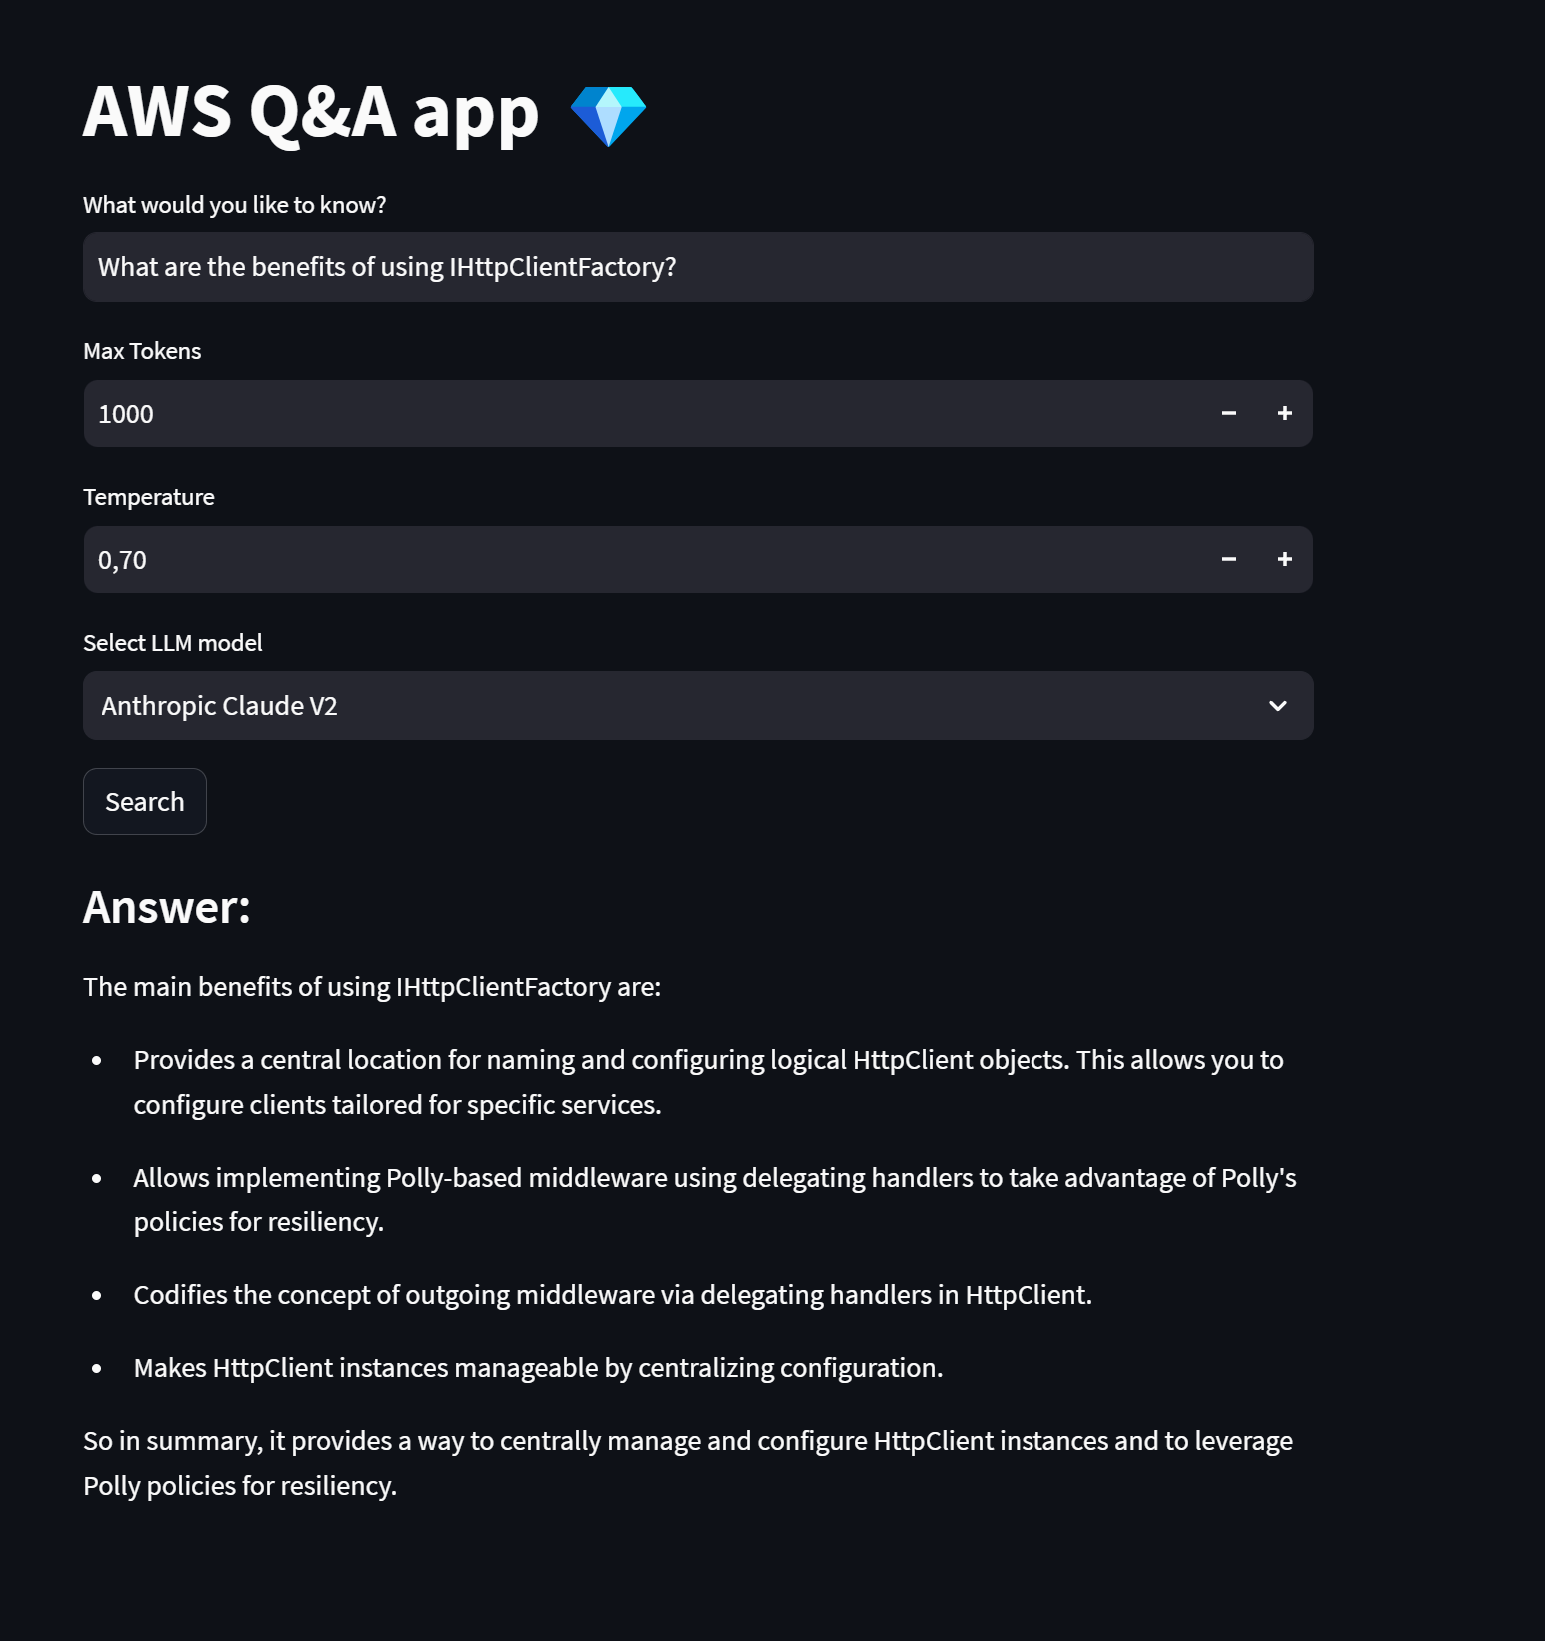 AWS Q&A app
What would you like to know?
What are the benefits of using IHttpClientFactory?
Max Tokens
1000
Temperature
0,70
Select LLM model
Anthropic Claude V2
Search
Answer:
The main benefits of using IHttpClientFactory are:
Provides a central location for naming and configuring logical HttpClient objects. This allows you to
configure clients tailored for specific services.
Allows implementing Polly-based middleware using delegating handlers to take advantage of Polly's
policies for resiliency.
Codifies the concept of outgoing middleware via delegating handlers in HttpClient.
Makes HttpClient instances manageable by centralizing configuration.
So in summary, it provides a way to centrally manage and configure HttpClient instances and to leverage
Polly policies for resiliency.